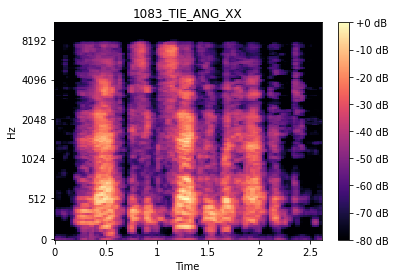 1083_TIE_ANG_XX
Hz
8192
4096
2048
1024
512
0
0
0.5
1
1.5
2
2.5
Time
+0 dB
-10 dB
-20 dB
-30 dB
-40 dB
-50 dB
-60 dB
-70 dB
-80 dB